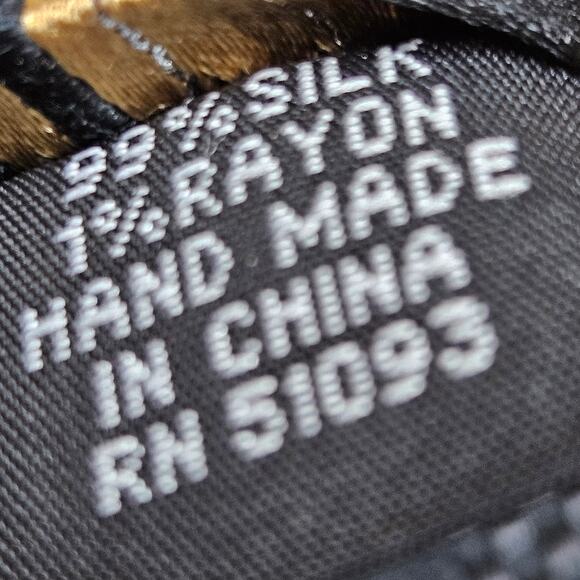 99% SILK
1% RAYON
HAND MADE
IN CHINA
RN 51093